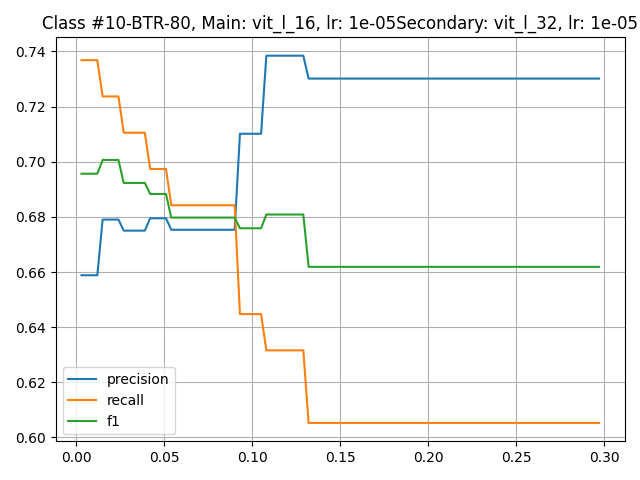 Class #10-BTR-80, Main: vit_l_16, lr: 1e-05Secondary: vit_l_32, lr: 1e-05
0.74
0.72
0.70
0.68
0.66
0.64
0.62
0.60
precision
recall
f1
0.00 0.05 0.10 0.15 0.20 0.25 0.30